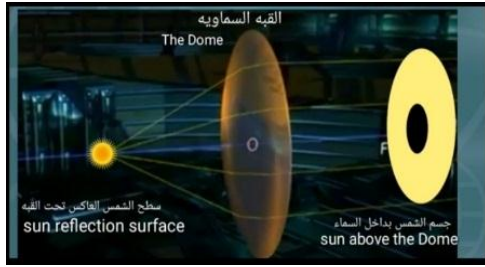 القبه السماويه
The Dome
O
F
سطح الشمس العاكس تحت القبه
sun reflection surface
جسم الشمس بداخل السماء
sun above the Dome